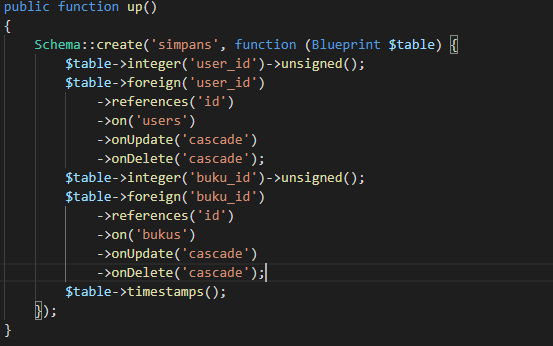 public function up()
{
    Schema::create('simpans', function (Blueprint $table) {
        $table->integer('user_id')->unsigned();
        $table->foreign('user_id')
            ->references('id')
            ->on('users')
            ->onUpdate('cascade')
            ->onDelete('cascade');
        $table->integer('buku_id')->unsigned();
        $table->foreign('buku_id')
            ->references('id')
            ->on('bukus')
            ->onUpdate('cascade')
            ->onDelete('cascade');
        $table->timestamps();
    });
}